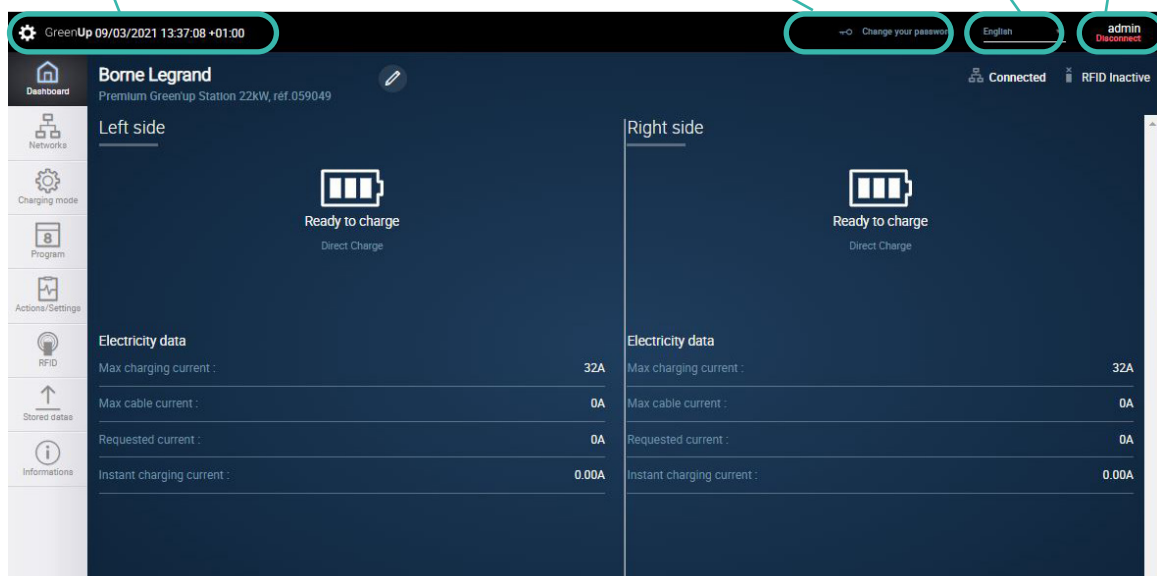 GreenUp 09/03/2021 13:37:08 +01:00
Change your password
English
admin
Disconnect
Dashboard
Borne Legrand
Premium Green'up Station 22kW, réf.059049
Connected
RFID Inactive
Networks
Charging mode
8
Program
Actions/Settings
RFID
Stored datas
Informations
Left side
Ready to charge
Direct Charge
Electricity data
Max charging current : 32A
Max cable current : 0A
Requested current : 0A
Instant charging current : 0.00A
Right side
Ready to charge
Direct Charge
Electricity data
Max charging current : 32A
Max cable current : 0A
Requested current : 0A
Instant charging current : 0.00A